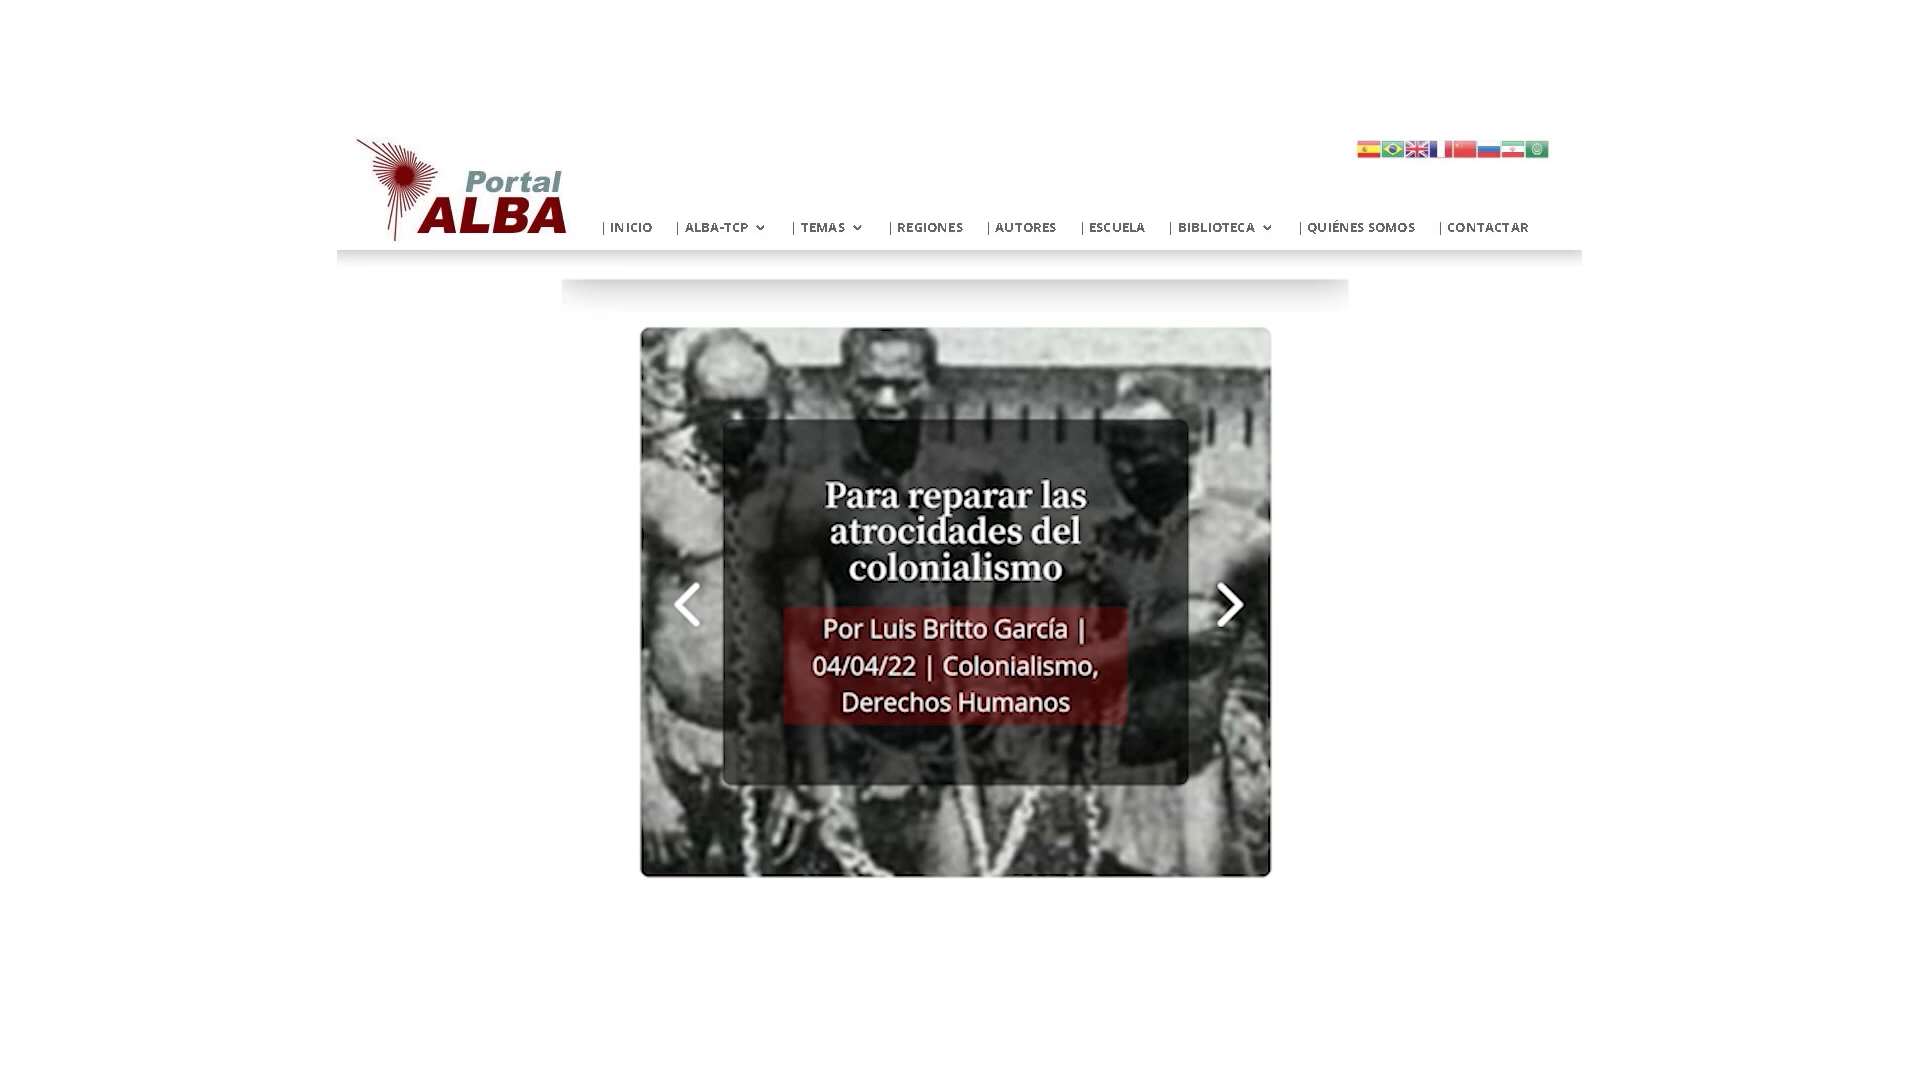 Portal
ALBA
| INICIO | ALBA-TCP | TEMAS | REGIONES | AUTORES | ESCUELA | BIBLIOTECA | QUIÉNES SOMOS | CONTACTAR
Para reparar las
atrocidades del
colonialismo
Por Luis Britto García |
04/04/22 | Colonialismo,
Derechos Humanos